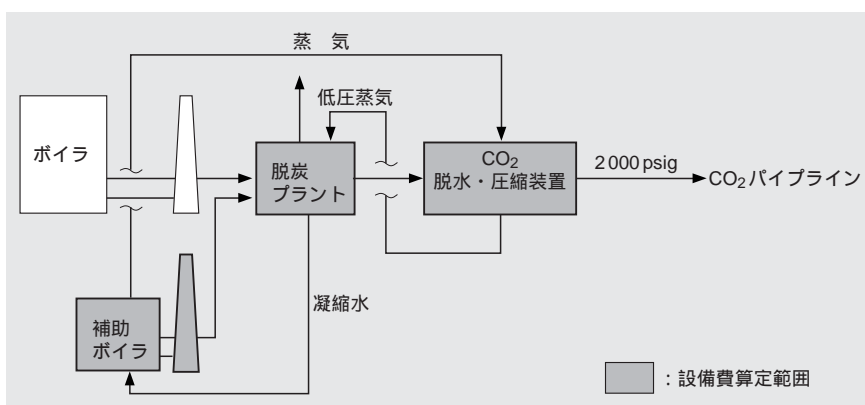 蒸 気
低圧蒸気
ボイラ
脱炭
プラント
CO₂
脱水・圧縮装置
2 000 psig
CO₂パイプライン
凝縮水
補助
ボイラ
：設備費算定範囲